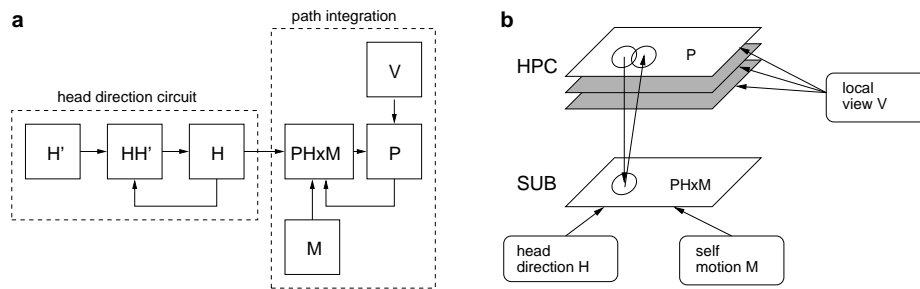 a
path integration
V
head direction circuit
H'
HH'
H
PHxM
P
M
b
HPC
P
local
view V
SUB
PHxM
head
direction H
self
motion M